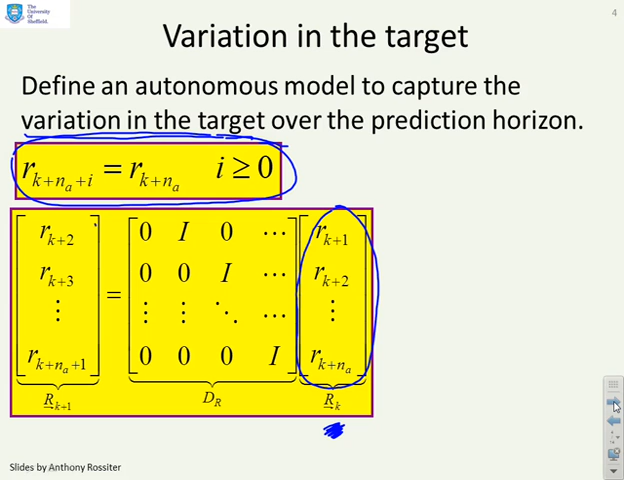 The
University
Of
Sheffield.
4
Variation in the target
Define an autonomous model to capture the
variation in the target over the prediction horizon.
r_{k+n_a+i} = r_{k+n_a} i ≥ 0
[r_{k+2} r_{k+3} ⋮ r_{k+n_a+1}] = [0 I 0 ⋯ 0 0 I ⋯ ⋮ ⋮ ⋱ ⋯ 0 0 0 I] [r_{k+1} r_{k+2} ⋮ r_{k+n_a}]
R_{k+1} D_R R_k
Slides by Anthony Rossiter